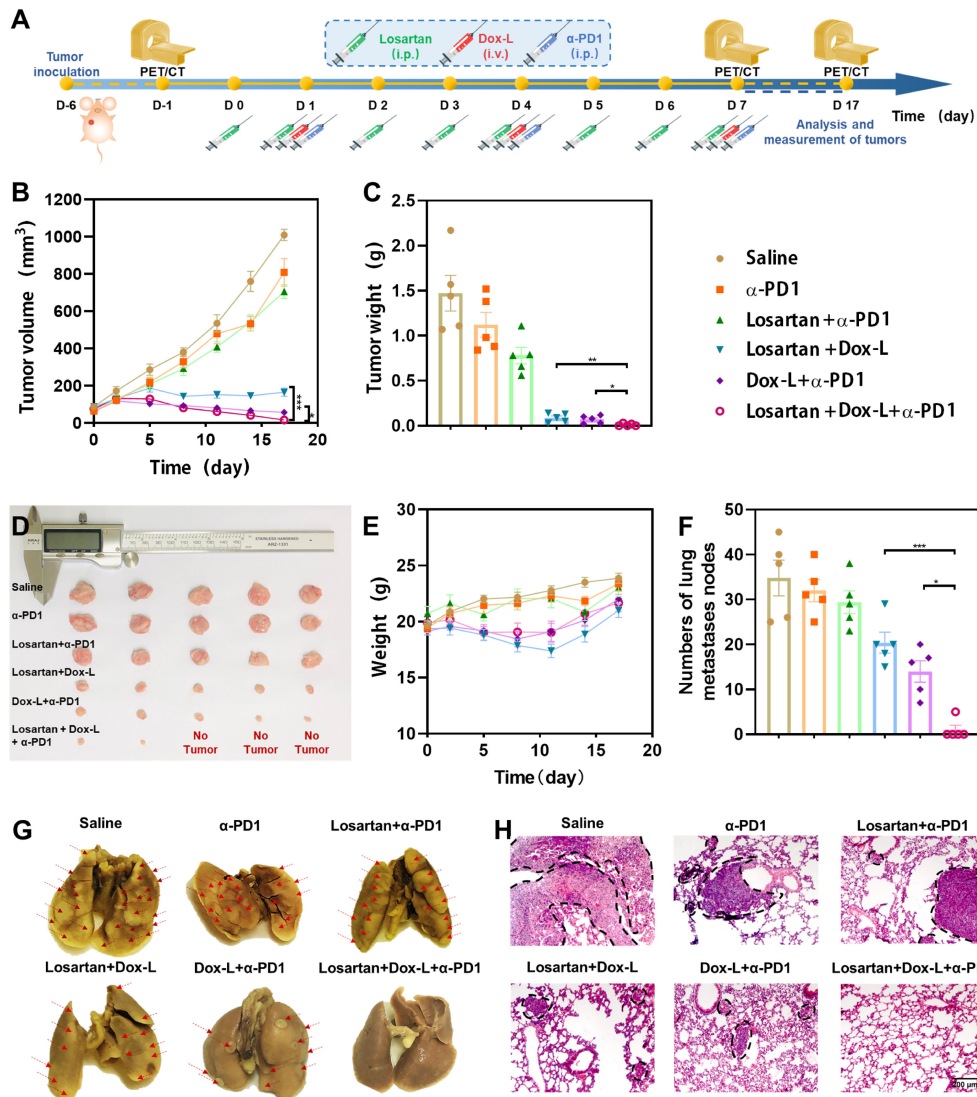 A
Losartan
(i.p.)
Dox-L
(i.v.)
α-PD1
(i.p.)
Tumor
inoculation
PET/CT
PET/CT
PET/CT
D-6
D-1
D 0
D 1
D 2
D 3
D 4
D 5
D 6
D 7
D 17
Time (day)
Analysis and
measurement of tumors
B
Tumor volume (mm³)
1200
1000
800
600
400
200
0
0
5
10
15
20
Time (day)
***
*
C
Tumor wight (g)
2.5
2.0
1.5
1.0
0.5
0.0
**
*
Saline
α-PD1
Losartan+α-PD1
Losartan+Dox-L
Dox-L+α-PD1
Losartan+Dox-L+α-PD1
D
STAINLESS HARDENED
Saline
α-PD1
Losartan+α-PD1
Losartan+Dox-L
Dox-L+α-PD1
Losartan + Dox-L
+ α-PD1
No
Tumor
No
Tumor
No
Tumor
E
Weight (g)
30
25
20
15
10
0
5
10
15
20
Time(day)
F
Numbers of lung
metastases nodes
50
40
30
20
10
0
***
*
G
Saline
α-PD1
Losartan+α-PD1
Losartan+Dox-L
Dox-L+α-PD1
Losartan+Dox-L+α-PD1
H
Saline
α-PD1
Losartan+α-PD1
Losartan+Dox-L
Dox-L+α-PD1
Losartan+Dox-L+α-P
200 μm